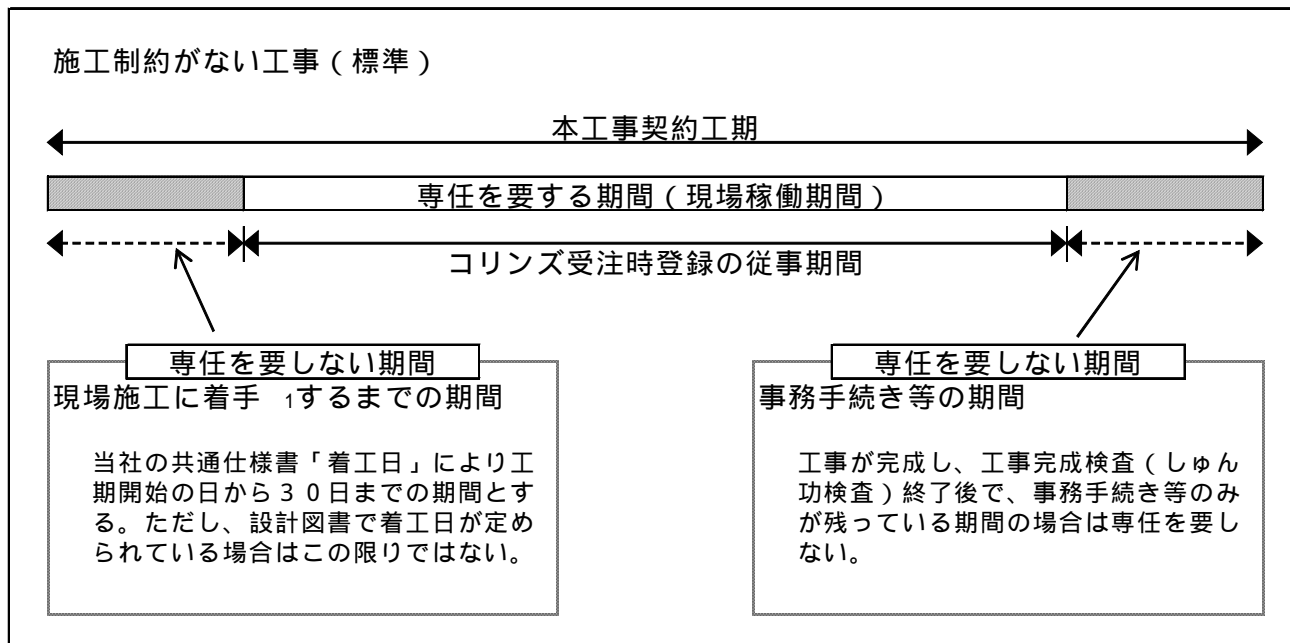 施工制約がない工事（標準）
本工事契約工期
専任を要する期間（現場稼働期間）
コリンズ受注時登録の従事期間
専任を要しない期間
現場施工に着手 1するまでの期間
当社の共通仕様書「着工日」により工
期開始の日から３０日までの期間とす
る。ただし、設計図書で着工日が定め
られている場合はこの限りではない。
専任を要しない期間
事務手続き等の期間
工事が完成し、工事完成検査（しゅん
功検査）終了後で、事務手続き等のみ
が残っている期間の場合は専任を要し
ない。